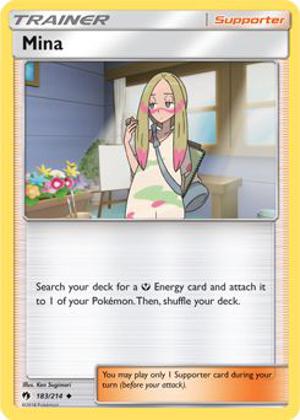 TRAINER Supporter
Mina
Search your deck for a Energy card and attach it
to 1 of your Pokémon. Then, shuffle your deck.
Illus. Ken Sugimori
183/214
©2018 Pokémon
You may play only 1 Supporter card during your
turn (before your attack).